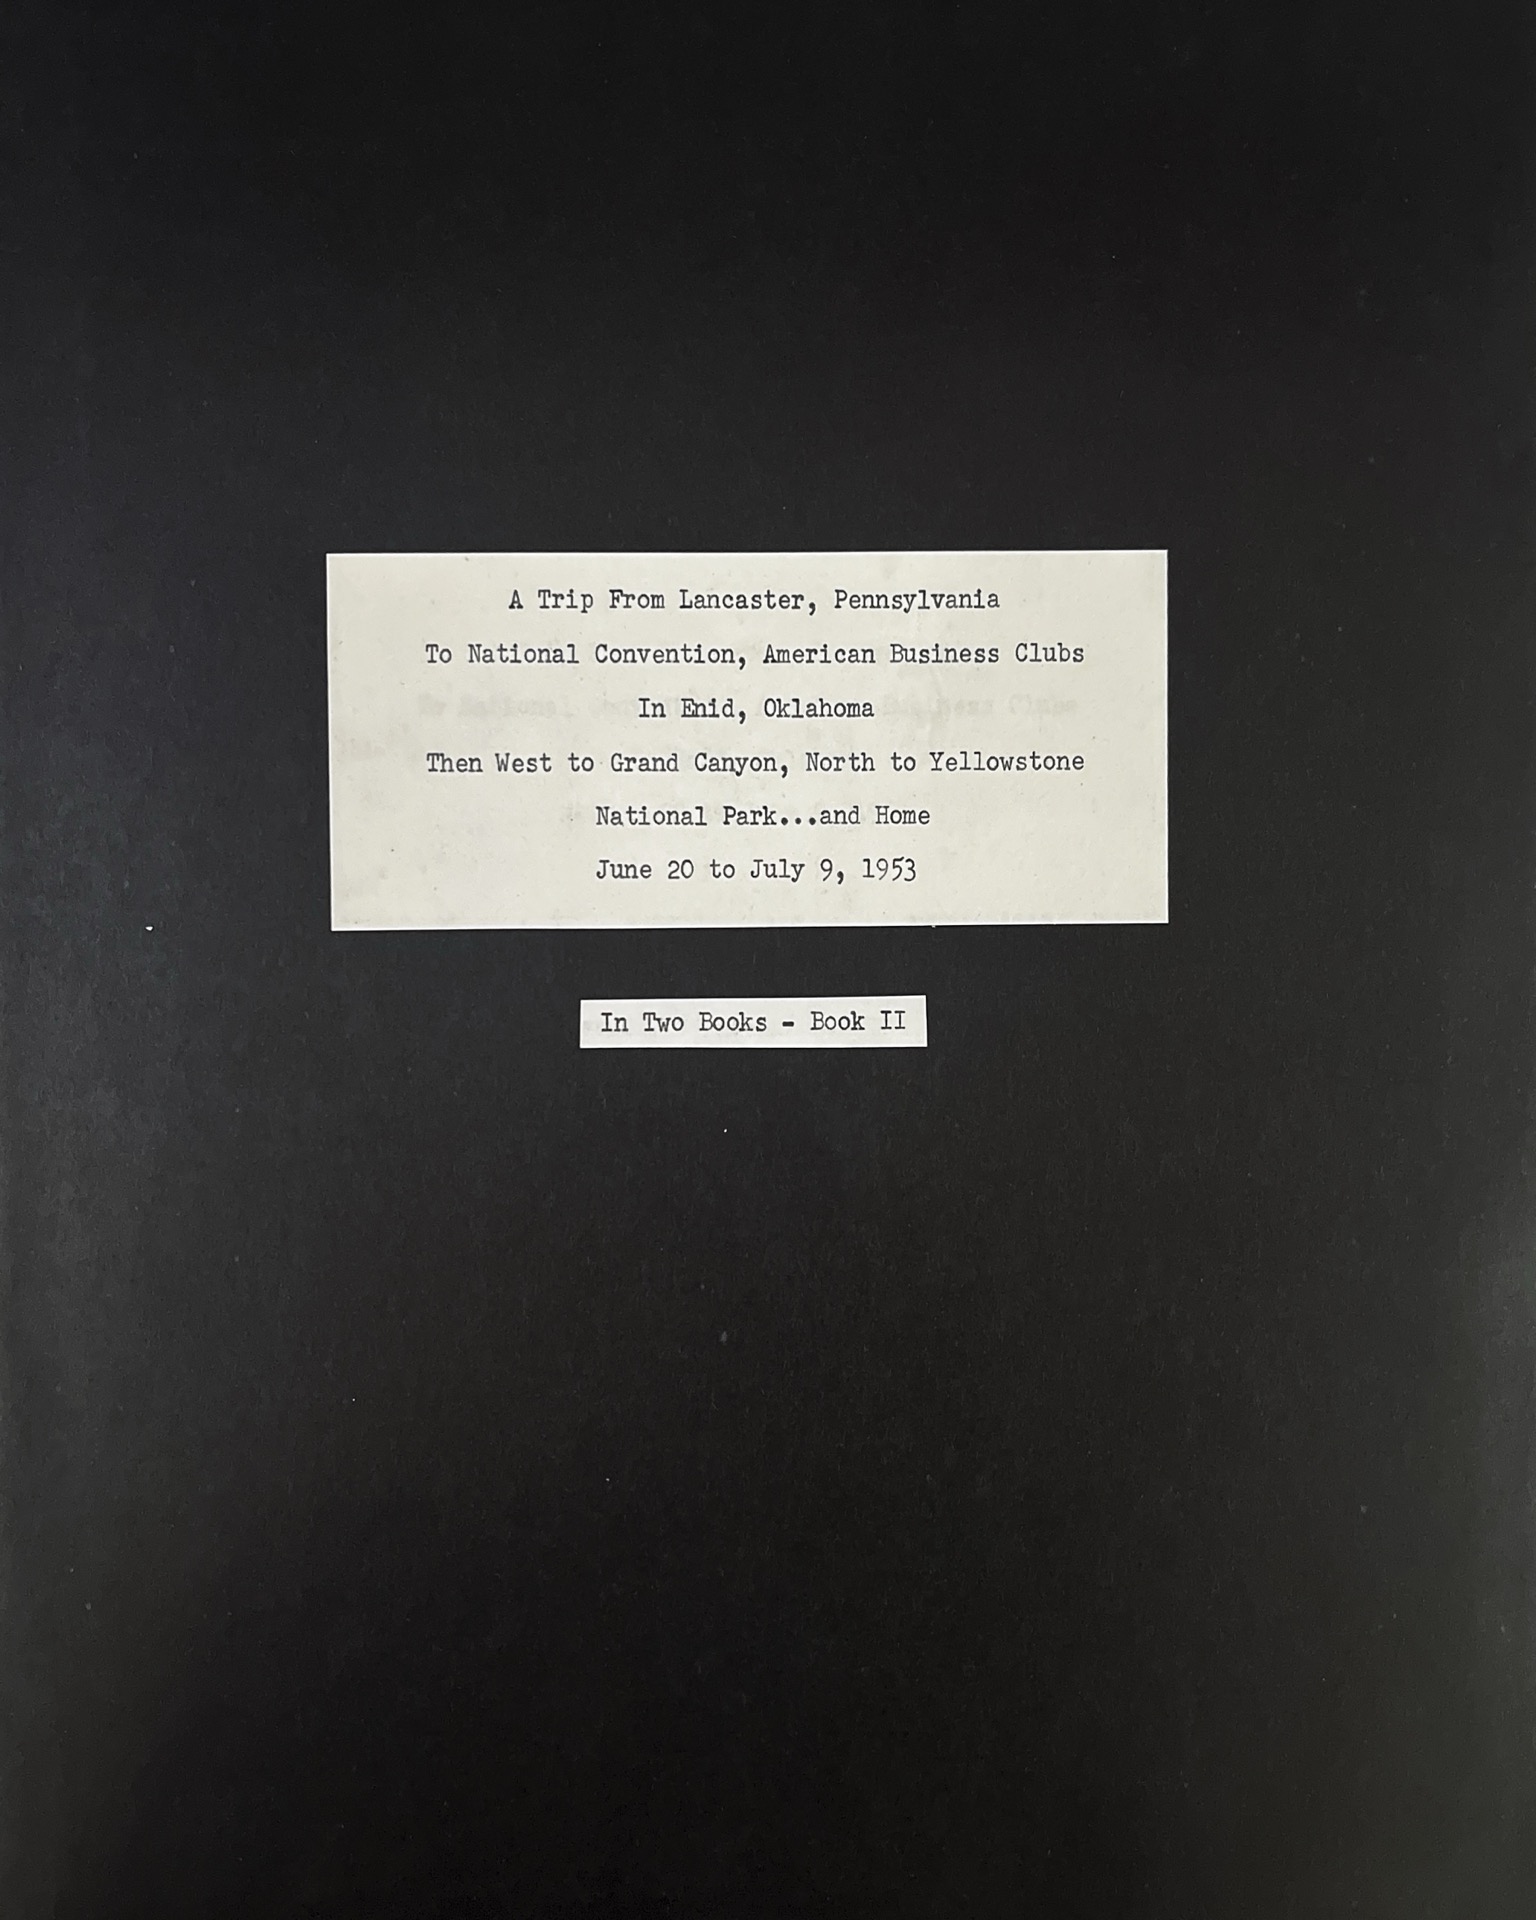 A Trip From Lancaster, Pennsylvania
To National Convention, American Business Clubs
In Enid, Oklahoma
Then West to Grand Canyon, North to Yellowstone
National Park...and Home
June 20 to July 9, 1953
In Two Books - Book II